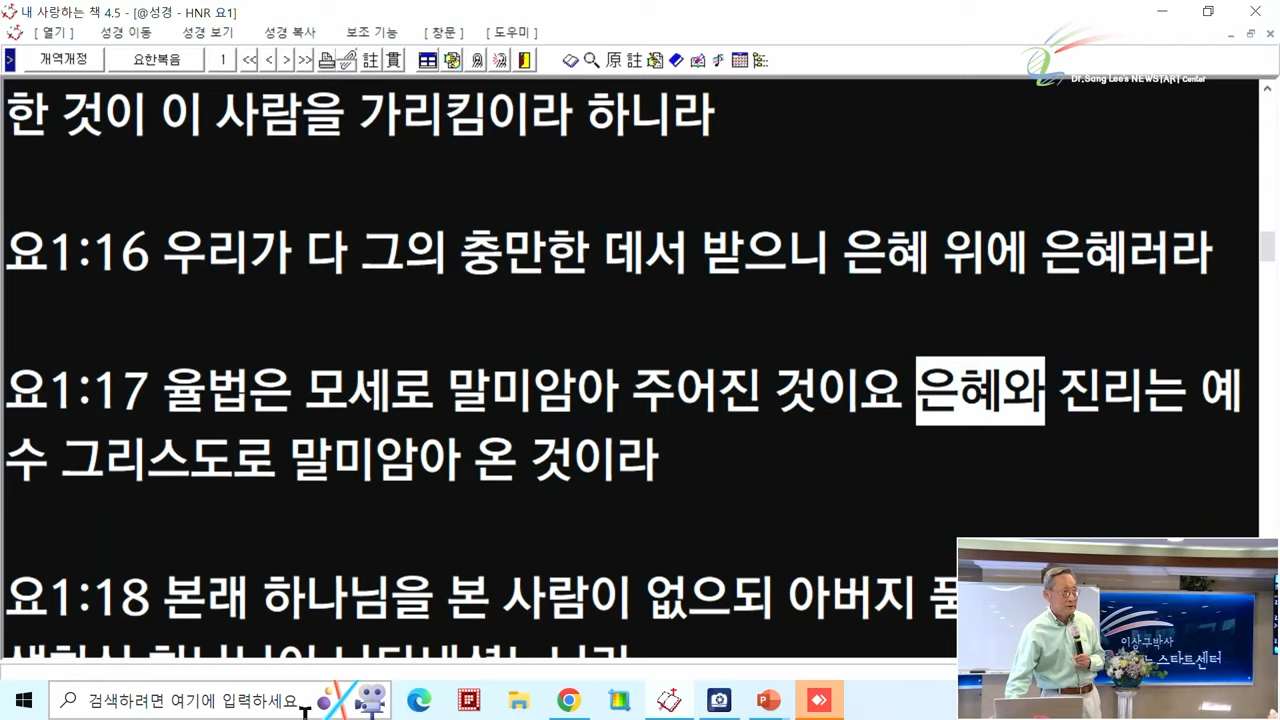 내 사랑하는 책 4.5 - [@성경 - HNR 요1]
[ 열기 ] 성경 이동 성경 보기 성경 복사 보조 기능 [ 창문 ] [ 도우미 ]
개역개정 요한복음 1 << < > >> 註 貫 原 註
Dr.Sang Lee's NEWSTART Center
한 것이 이 사람을 가리킴이라 하니라
요1:16 우리가 다 그의 충만한 데서 받으니 은혜 위에 은혜러라
요1:17 율법은 모세로 말미암아 주어진 것이요 은혜와 진리는 예
수 그리스도로 말미암아 온 것이라
요1:18 본래 하나님을 본 사람이 없으되 아버지 품
이상구박사
스타트센터
검색하려면 여기에 입력하세요.